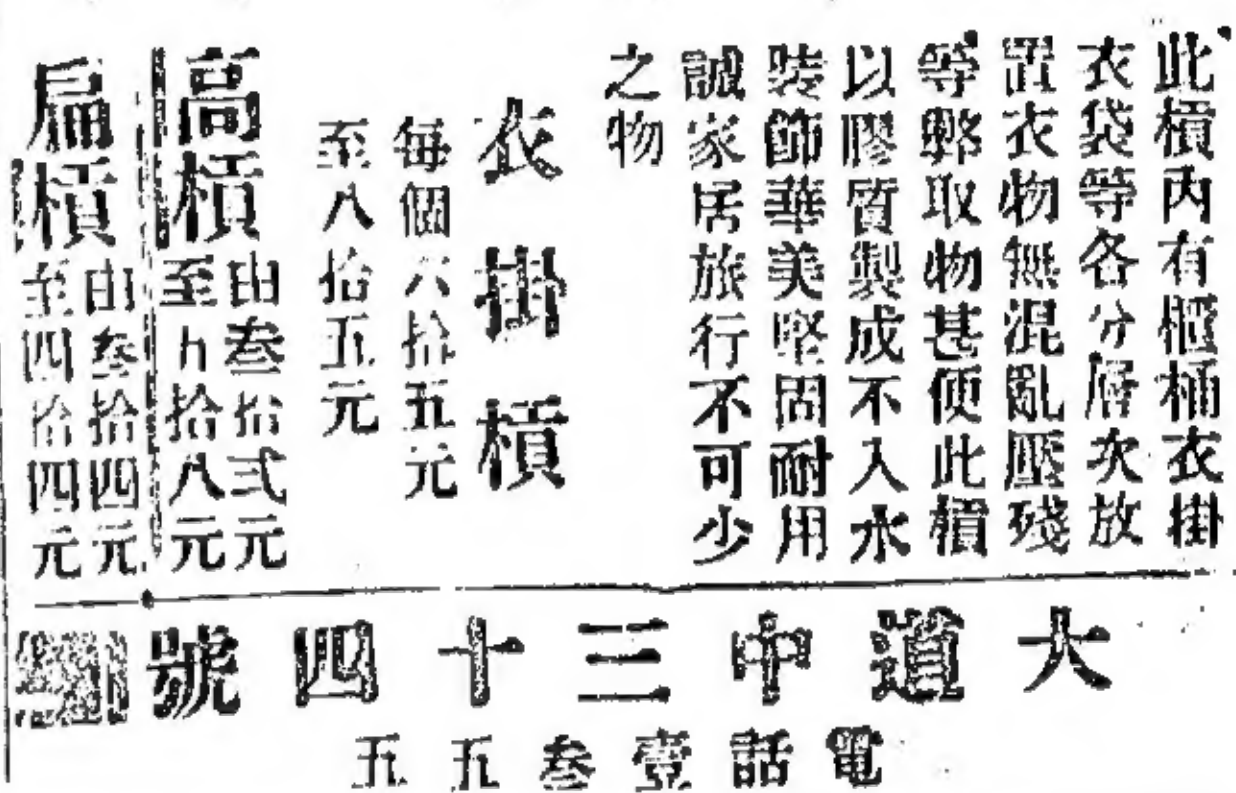 此槓內有櫃桶衣掛
衣袋等各分層次放
置衣物無混亂壓殘
等弊取物甚便此槓
以膠質製成不入水
裝飾華美堅固耐用
誠家居旅行不可少
之物
衣掛槓
每個六拾五元
至八拾五元
高槓
由叁拾弍元
至九拾八元
扁槓
由叁拾四元
至四拾四元
大道中三十四號
電話壹叁五五